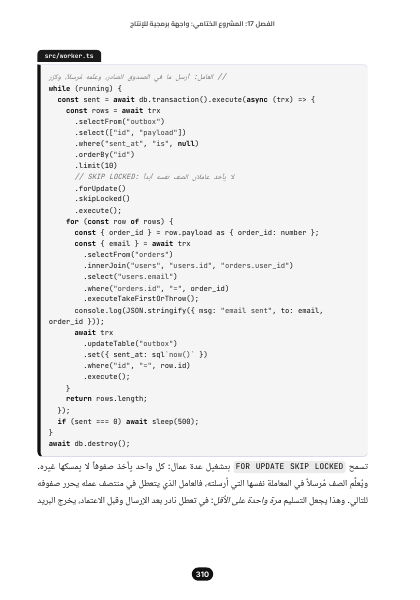 الفصل 17: المشروع الختامي: واجهة برمجية للإنتاج
src/worker.ts
// العامل: أرسل ما في الصندوق الصادر، وعلّمه مُرسلاً، وكرّر
while (running) {
const sent = await db.transaction().execute(async (trx) => {
const rows = await trx
.selectFrom("outbox")
.select(["id", "payload"])
.where("sent_at", "is", null)
.orderBy("id")
.limit(10)
// SKIP LOCKED: لا يأخذ عاملان الصف نفسه أبداً
.forUpdate()
.skipLocked()
.execute();
for (const row of rows) {
const { order_id } = row.payload as { order_id: number };
const { email } = await trx
.selectFrom("orders")
.innerJoin("users", "users.id", "orders.user_id")
.select("users.email")
.where("orders.id", "=", order_id)
.executeTakeFirstOrThrow();
console.log(JSON.stringify({ msg: "email sent", to: email,
order_id }));
await trx
.updateTable("outbox")
.set({ sent_at: sql`now()` })
.where("id", "=", row.id)
.execute();
}
return rows.length;
});
if (sent === 0) await sleep(500);
}
await db.destroy();
تسمح FOR UPDATE SKIP LOCKED بتشغيل عدة عمال: كل واحد يأخذ صفوفاً لا يمسكها غيره.
ويُعلَّم الصف مُرسلاً في المعاملة نفسها التي أرسلته، فالعامل الذي يتعطل في منتصف عمله يحرر صفوفه
للتالي. وهذا يجعل التسليم مرة واحدة على الأقل: في تعطل نادر بعد الإرسال وقبل الاعتماد، يخرج البريد
310